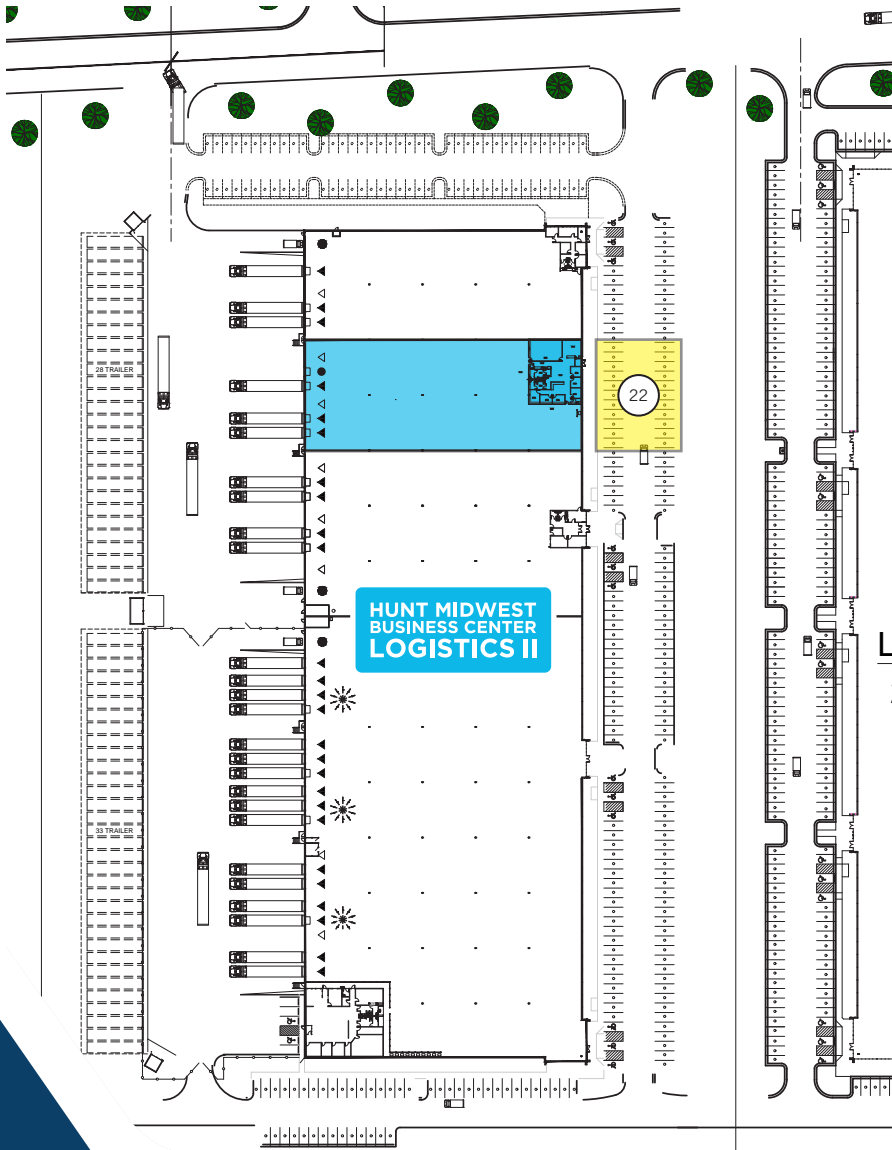 28 TRAILER
22
HUNT MIDWEST
BUSINESS CENTER
LOGISTICS II
L
33 TRAILER